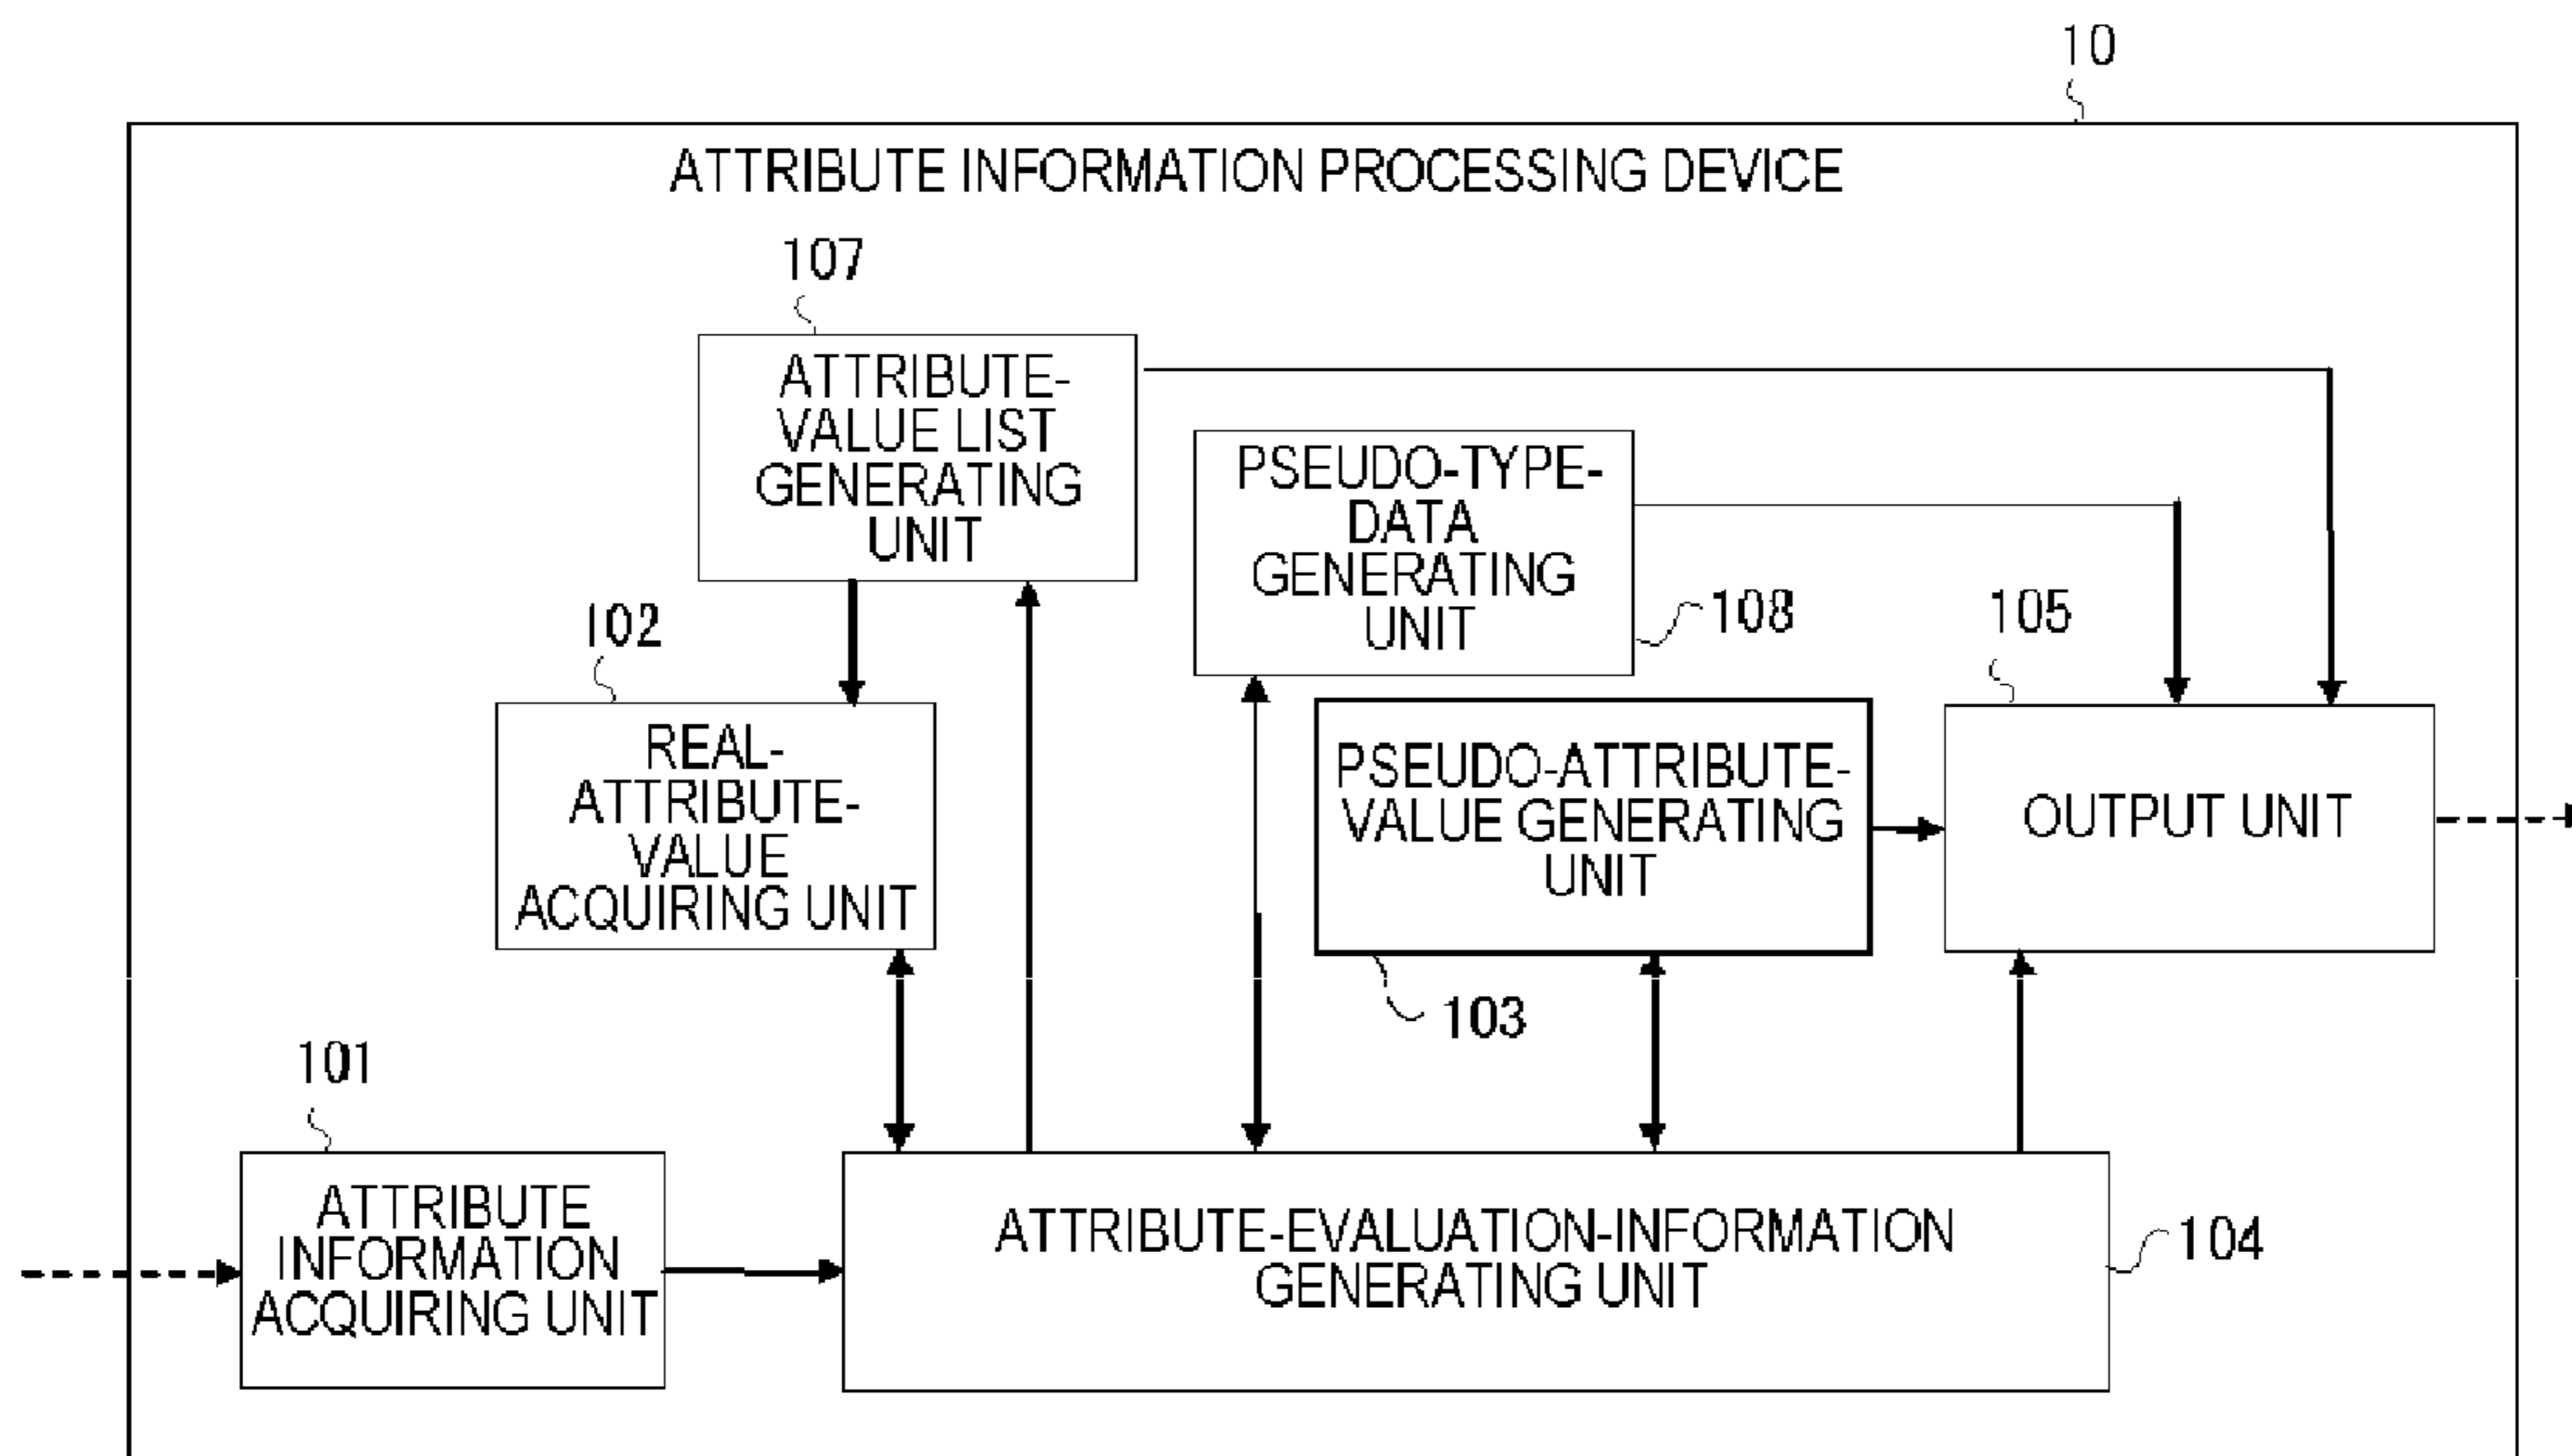 10
ATTRIBUTE INFORMATION PROCESSING DEVICE
107
ATTRIBUTE-
VALUE LIST
GENERATING
UNIT
PSEUDO-TYPE-
DATA
GENERATING
UNIT
108
105
102
REAL-
ATTRIBUTE-
VALUE
ACQUIRING UNIT
PSEUDO-ATTRIBUTE-
VALUE GENERATING
UNIT
OUTPUT UNIT
103
101
ATTRIBUTE
INFORMATION
ACQUIRING UNIT
ATTRIBUTE-EVALUATION-INFORMATION
GENERATING UNIT
104